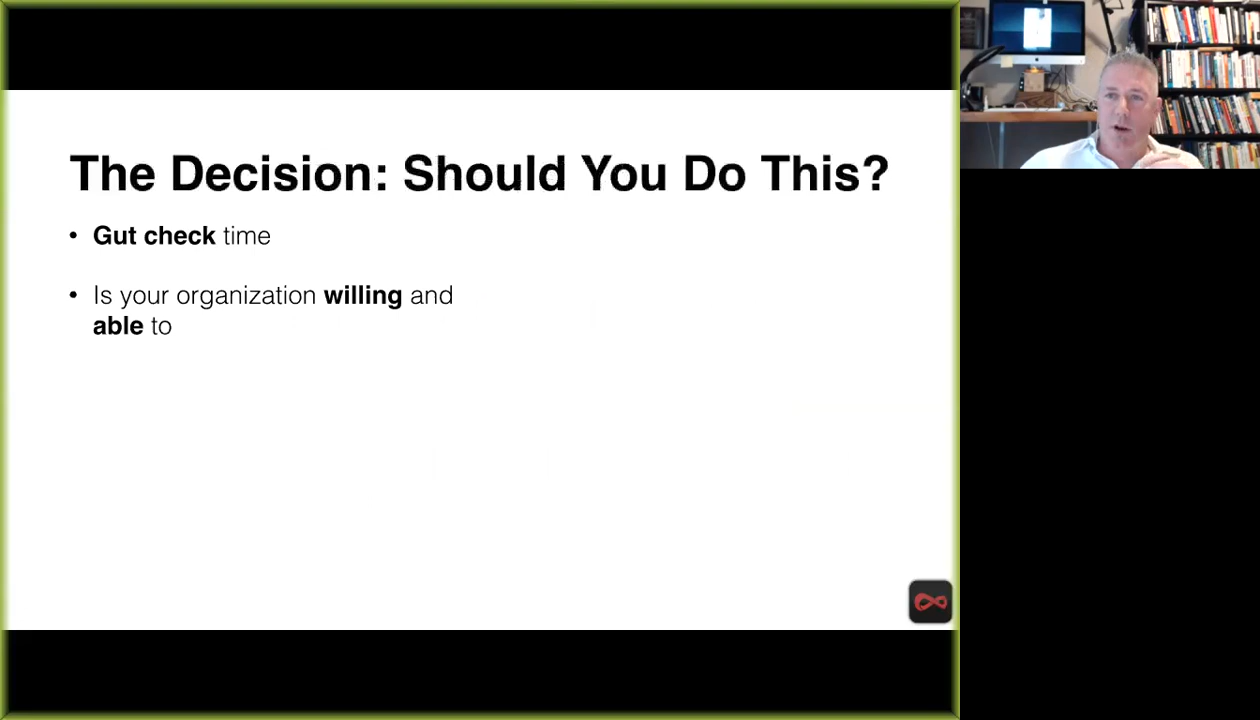 The Decision: Should You Do This?
• Gut check time
• Is your organization willing and
able to